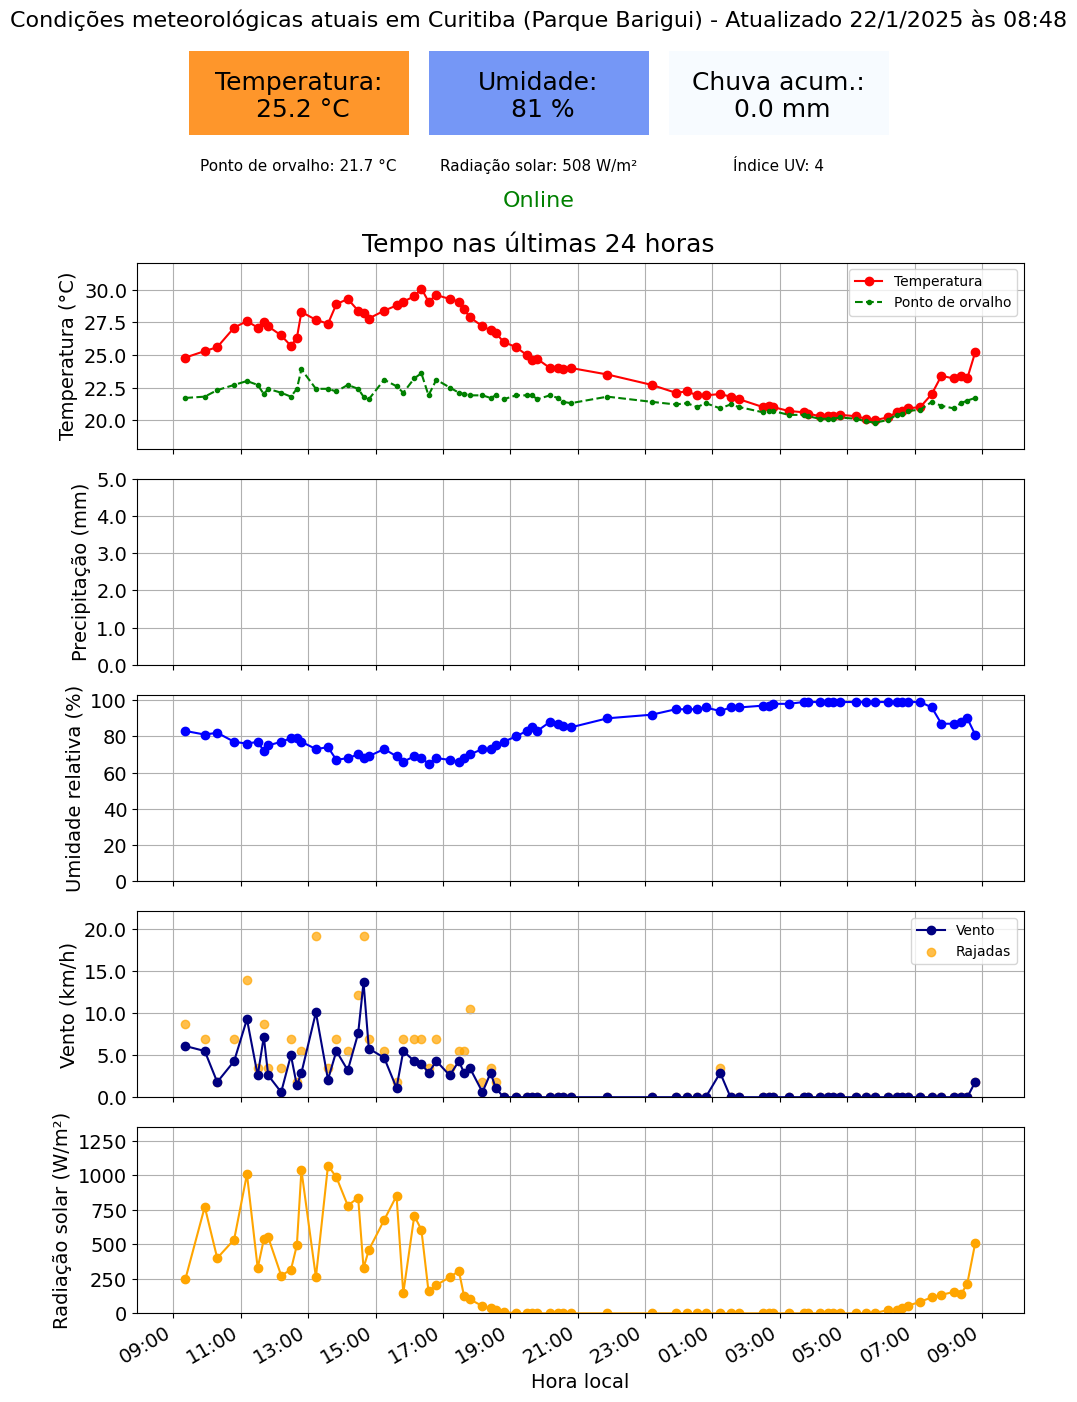 Condições meteorológicas atuais em Curitiba (Parque Barigui) - Atualizado 22/1/2025 às 08:48
Temperatura:
25.2 °C
Umidade:
81 %
Chuva acum.:
0.0 mm
Ponto de orvalho: 21.7 °C
Radiação solar: 508 W/m²
Índice UV: 4
Online
Tempo nas últimas 24 horas
Temperatura (°C)
30.0
27.5
25.0
22.5
20.0
Temperatura
Ponto de orvalho
Precipitação (mm)
5.0
4.0
3.0
2.0
1.0
0.0
Umidade relativa (%)
100
80
60
40
20
0
Vento (km/h)
20.0
15.0
10.0
5.0
0.0
Vento
Rajadas
Radiação solar (W/m²)
1250
1000
750
500
250
0
09:00
11:00
13:00
15:00
17:00
19:00
21:00
23:00
01:00
03:00
05:00
07:00
09:00
Hora local